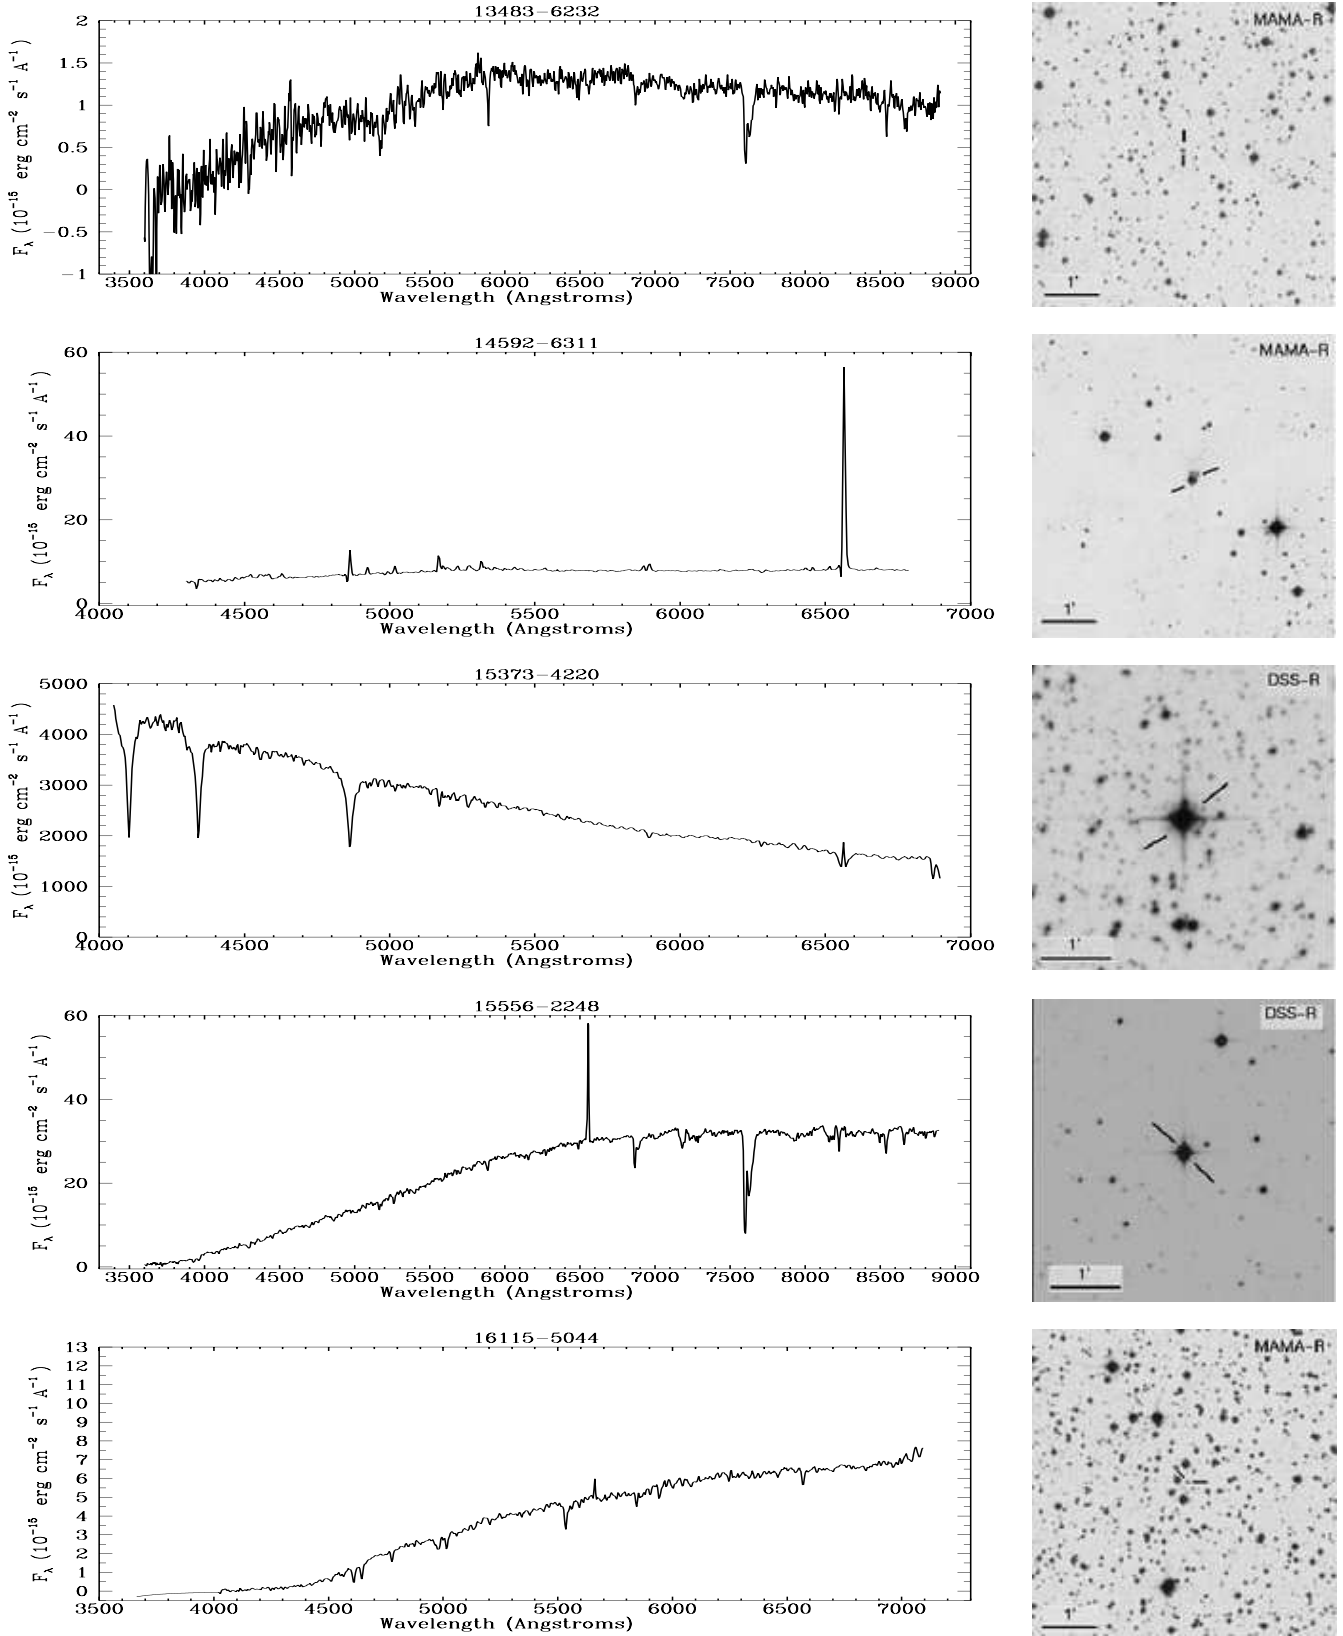 13483−6232
MAMA−R
2
1.5
1
0.5
0
−0.5
−1
F_λ (10^−15 erg cm^−2 s^−1 A^−1)
3500 4000 4500 5000 5500 6000 6500 7000 7500 8000 8500 9000
Wavelength (Angstroms)
1'
14592−6311
MAMA−R
60
40
20
0
F_λ (10^−15 erg cm^−2 s^−1 A^−1)
4000 4500 5000 5500 6000 6500 7000
Wavelength (Angstroms)
1'
15373−4220
DSS−R
5000
4000
3000
2000
1000
0
F_λ (10^−15 erg cm^−2 s^−1 A^−1)
4000 4500 5000 5500 6000 6500 7000
Wavelength (Angstroms)
1'
15556−2248
DSS−R
60
40
20
0
F_λ (10^−15 erg cm^−2 s^−1 A^−1)
3500 4000 4500 5000 5500 6000 6500 7000 7500 8000 8500 9000
Wavelength (Angstroms)
1'
16115−5044
MAMA−R
13
12
11
10
9
8
7
6
5
4
3
2
1
0
F_λ (10^−15 erg cm^−2 s^−1 A^−1)
3500 4000 4500 5000 5500 6000 6500 7000
Wavelength (Angstroms)
1'